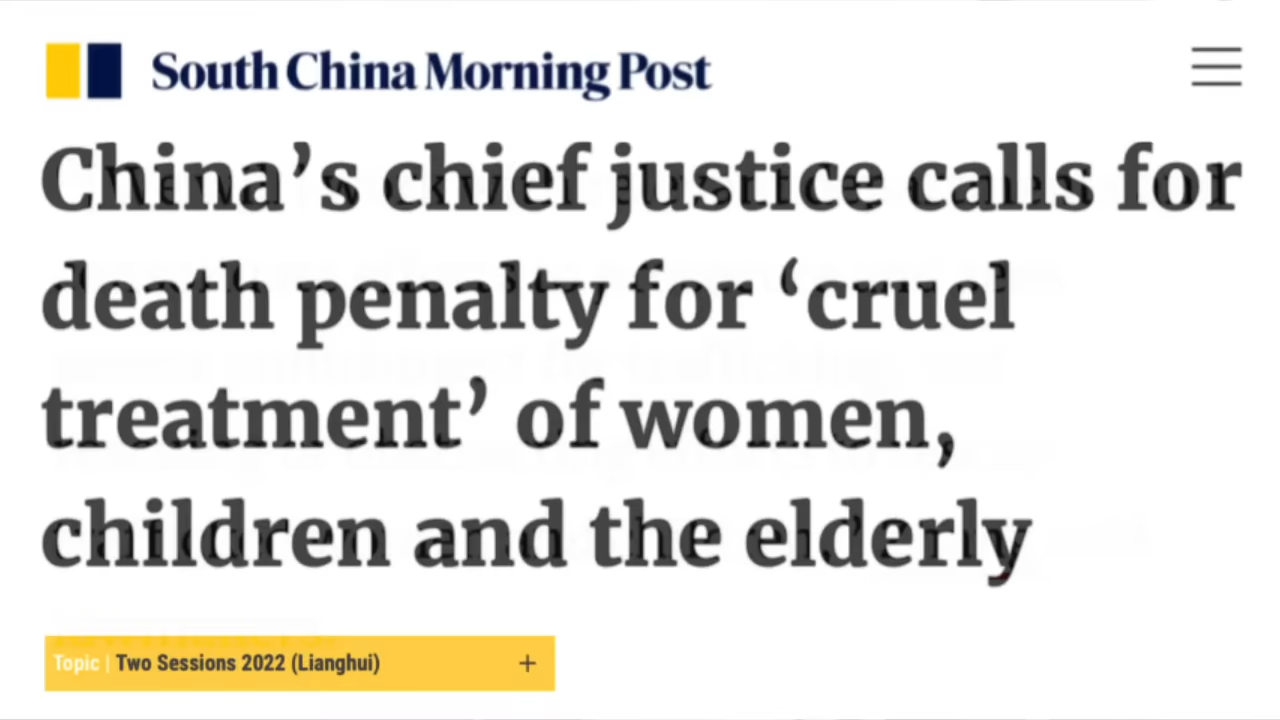 South China Morning Post
China’s chief justice calls for
death penalty for ‘cruel
treatment’ of women,
children and the elderly
Topic | Two Sessions 2022 (Lianghui) +